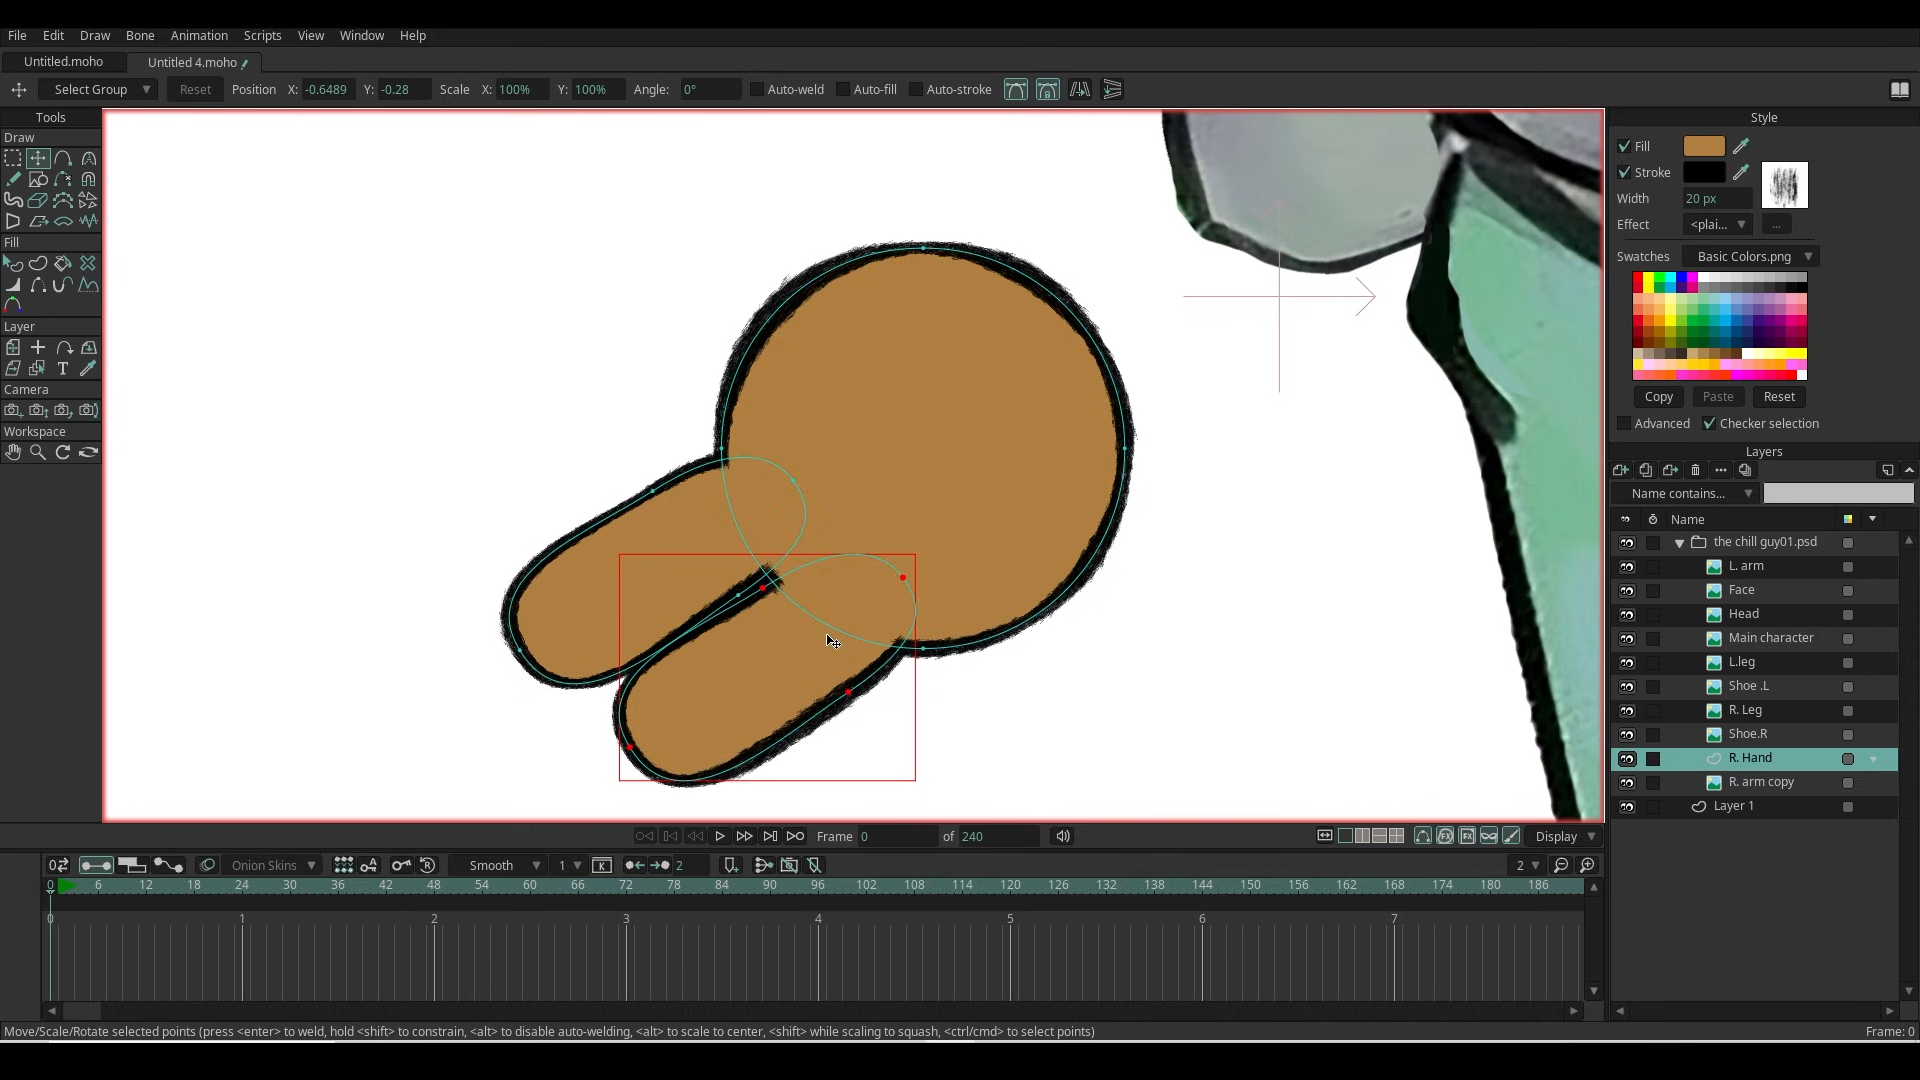 File Edit Draw Bone Animation Scripts View Window Help
Untitled.moho Untitled 4.moho
Select Group Reset Position X: -0.6489 Y: -0.28 Scale X: 100% Y: 100% Angle: 0° Auto-weld Auto-fill Auto-stroke
Tools
Draw
Fill
Layer
T
Camera
Workspace
Style
Fill
Stroke
Width 20 px
Effect <plai... ...
Swatches Basic Colors.png
Copy Paste Reset
Advanced Checker selection
Layers
Name contains...
Name
the chill guy01.psd
L. arm
Face
Head
Main character
L.leg
Shoe .L
R. Leg
Shoe.R
R. Hand
R. arm copy
Layer 1
Frame 0 of 240 Display
Onion Skins Smooth 1 2 2
0 6 12 18 24 30 36 42 48 54 60 66 72 78 84 90 96 102 108 114 120 126 132 138 144 150 156 162 168 174 180 186
0 1 2 3 4 5 6 7
Move/Scale/Rotate selected points (press <enter> to weld, hold <shift> to constrain, <alt> to disable auto-welding, <alt> to scale to center, <shift> while scaling to squash, <ctrl/cmd> to select points) Frame: 0